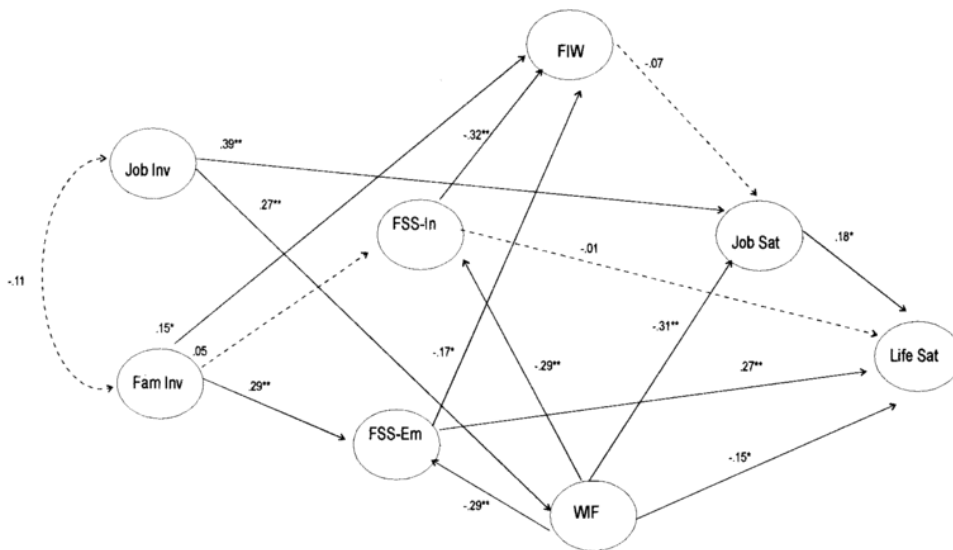 FIW
-.07
.39**
-.32**
Job Inv
.27**
FSS-In
-.01
Job Sat
.18*
-.11
.15*
.05
-.17*
-.29**
-.31**
Life Sat
Fam Inv
.29**
.27**
FSS-Em
-.15*
-.29**
WIF